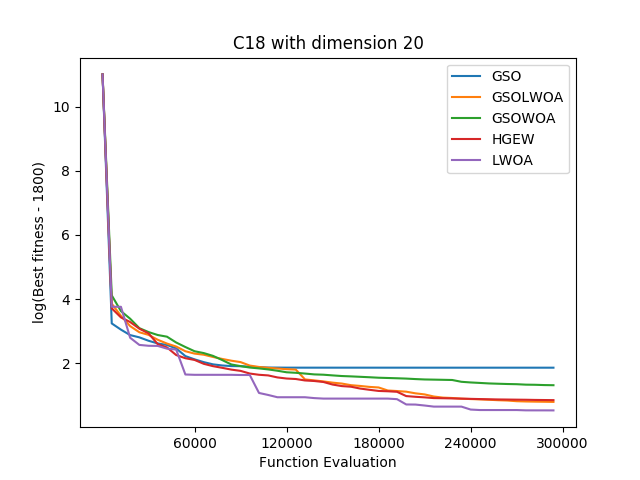 C18 with dimension 20
log(Best fitness - 1800)
10
8
6
4
2
GSO
GSOLWOA
GSOWOA
HGEW
LWOA
60000 120000 180000 240000 300000
Function Evaluation